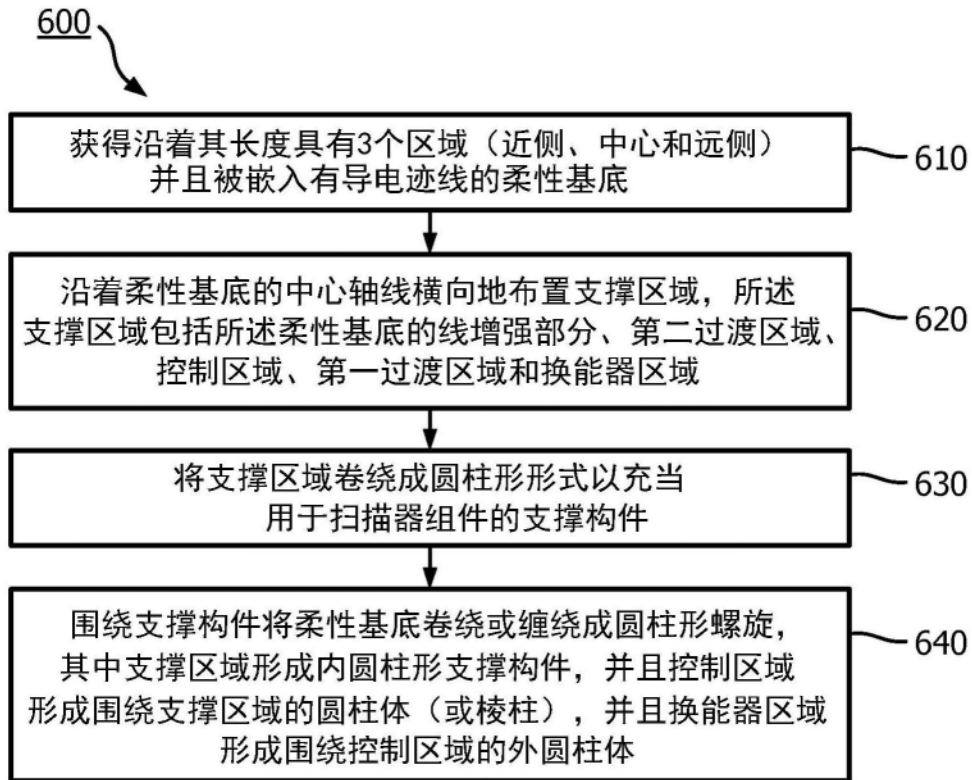 600
获得沿着其长度具有3个区域（近侧、中心和远侧）
并且被嵌入有导电迹线的柔性基底
610
沿着柔性基底的中心轴线横向地布置支撑区域，所述
支撑区域包括所述柔性基底的线增强部分、第二过渡区域、
控制区域、第一过渡区域和换能器区域
620
将支撑区域卷绕成圆柱形形式以充当
用于扫描器组件的支撑构件
630
围绕支撑构件将柔性基底卷绕或缠绕成圆柱形螺旋，
其中支撑区域形成内圆柱形支撑构件，并且控制区域
形成围绕支撑区域的圆柱体（或棱柱），并且换能器区域
形成围绕控制区域的外圆柱体
640